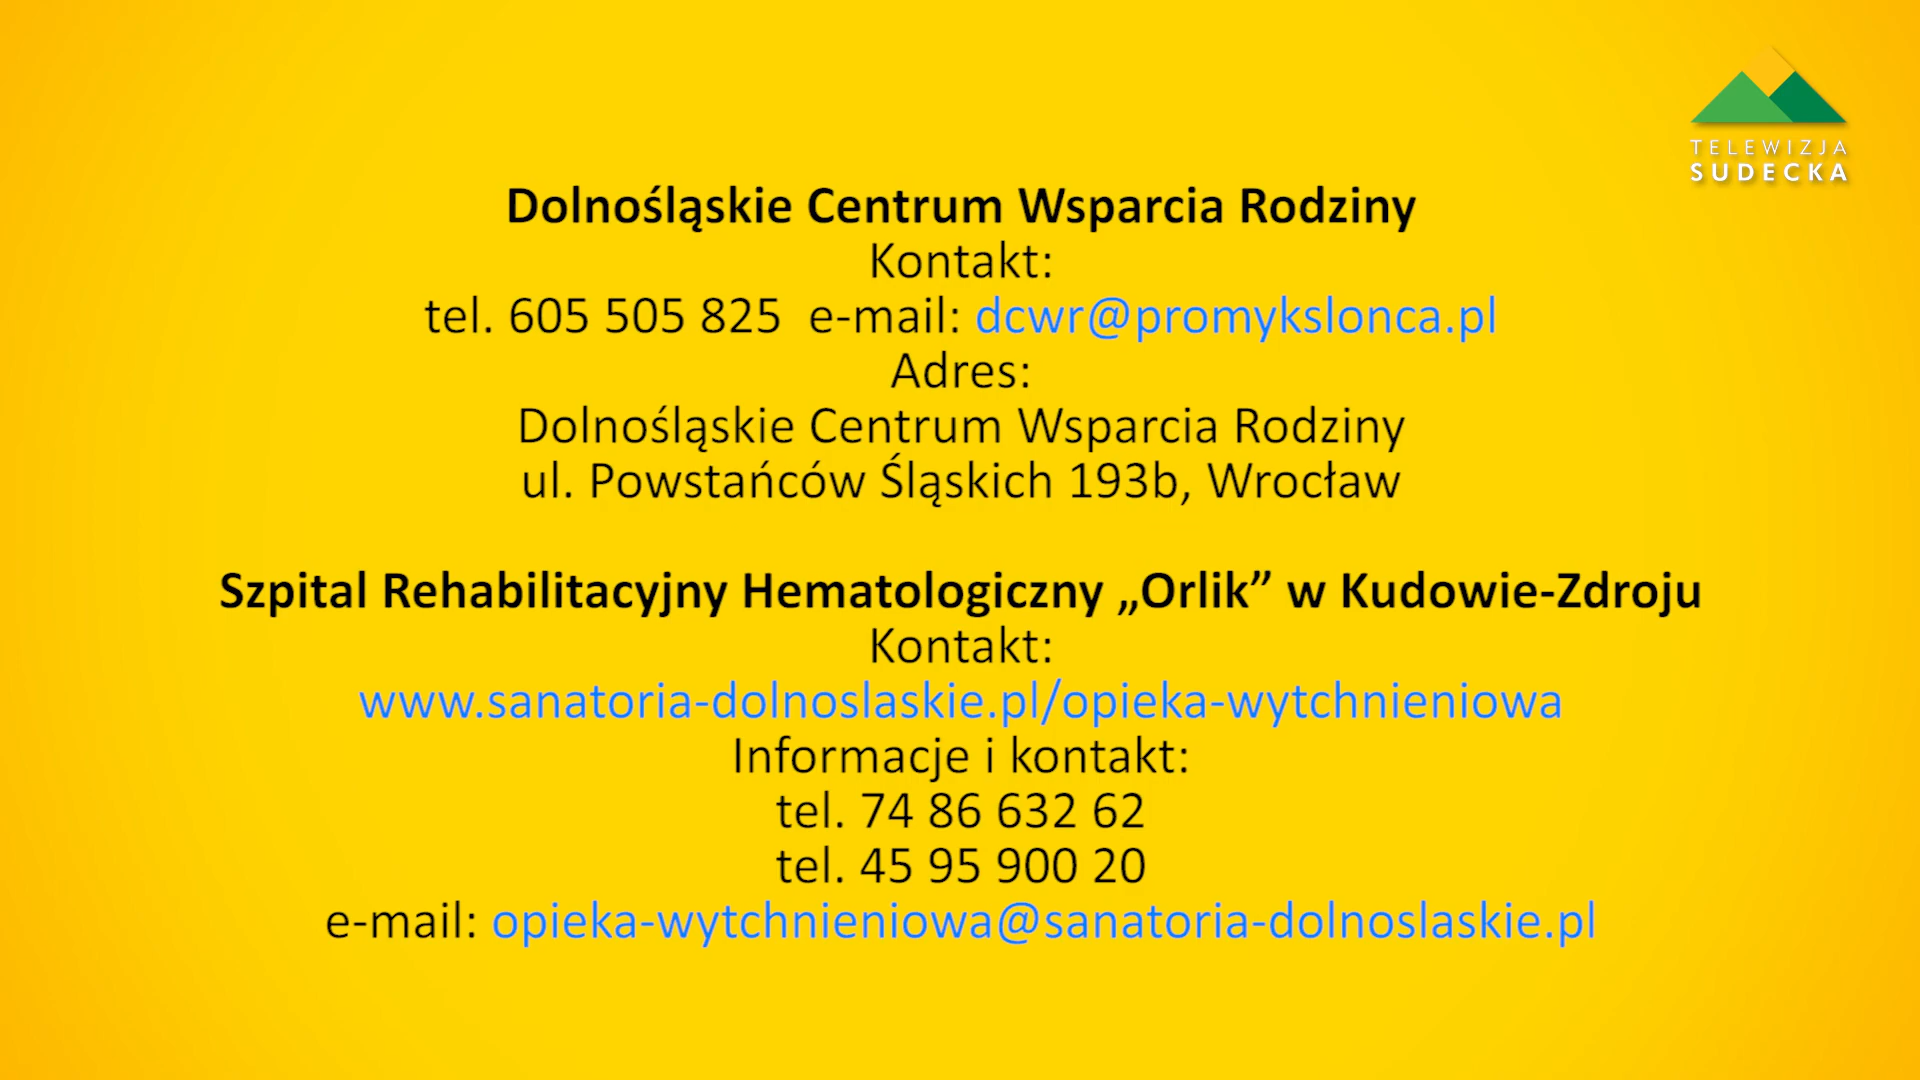 TELEWIZJA
SUDECKA
Dolnośląskie Centrum Wsparcia Rodziny
Kontakt:
tel. 605 505 825  e-mail: dcwr@promykslonca.pl
Adres:
Dolnośląskie Centrum Wsparcia Rodziny
ul. Powstańców Śląskich 193b, Wrocław
Szpital Rehabilitacyjny Hematologiczny „Orlik” w Kudowie-Zdroju
Kontakt:
www.sanatoria-dolnoslaskie.pl/opieka-wytchnieniowa
Informacje i kontakt:
tel. 74 86 632 62
tel. 45 95 900 20
e-mail: opieka-wytchnieniowa@sanatoria-dolnoslaskie.pl